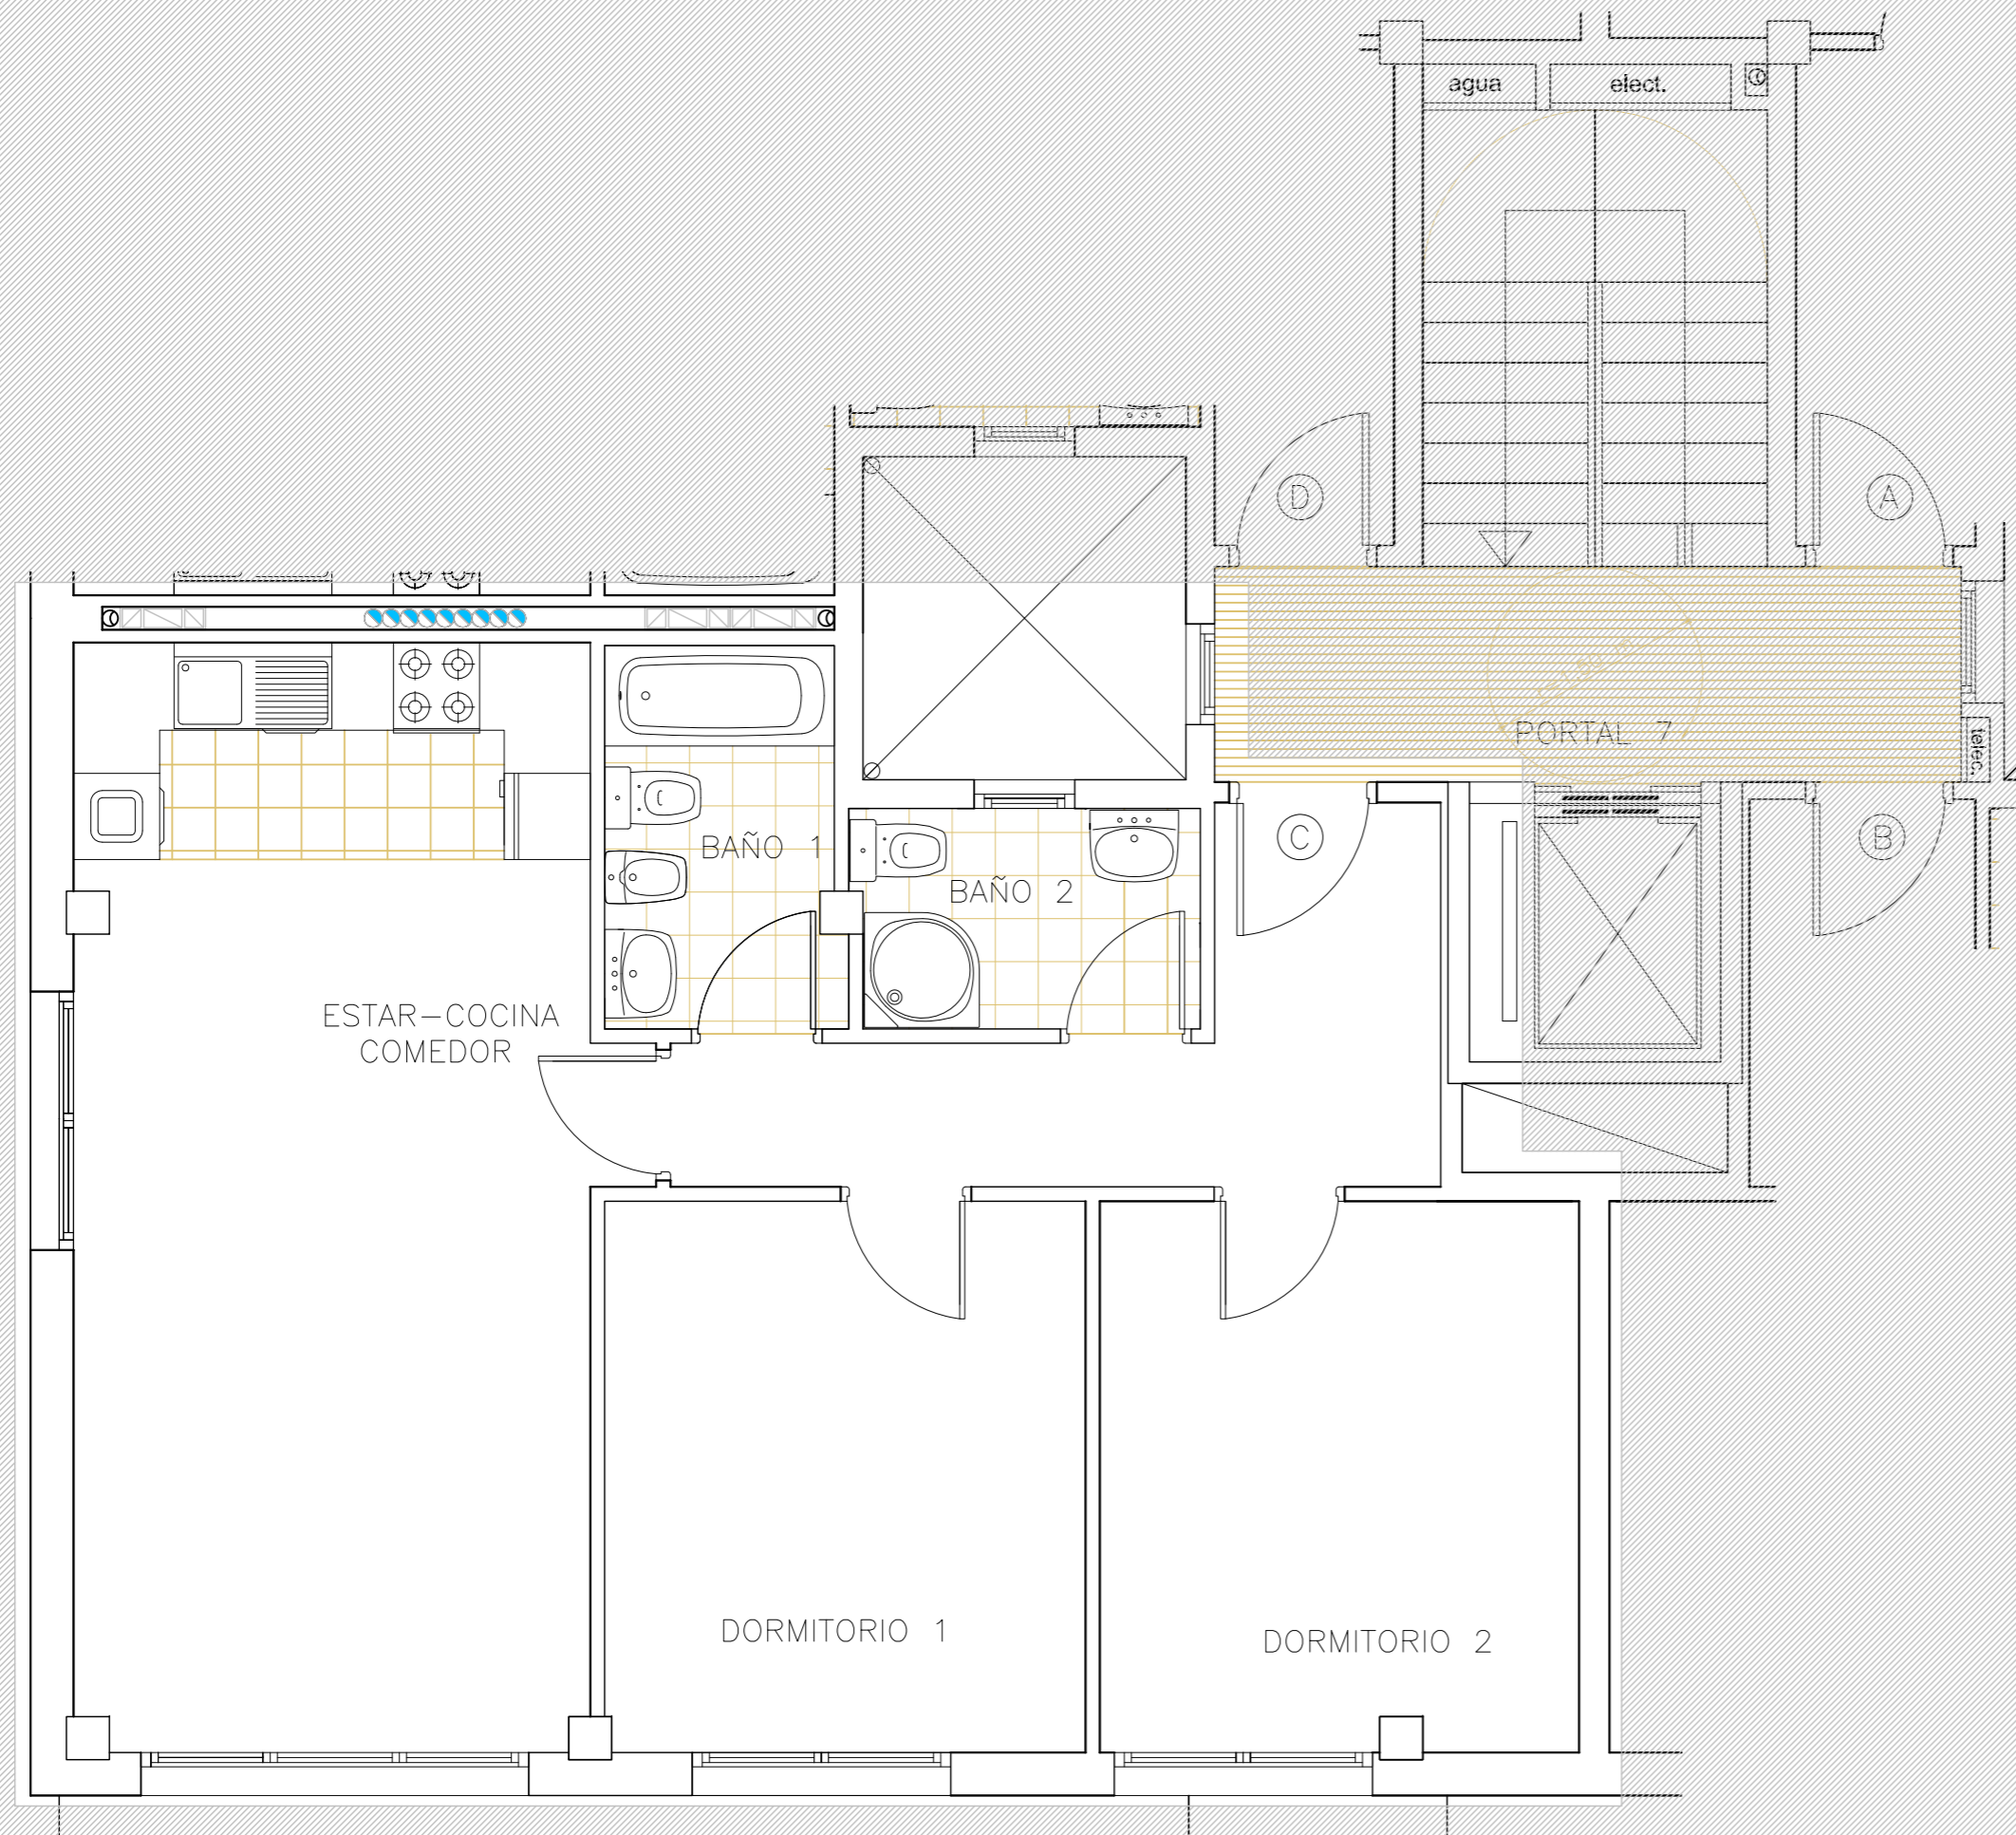 agua
elect.
D
A
PORTAL 7
telec.
C
B
BAÑO 1
BAÑO 2
ESTAR-COCINA
COMEDOR
DORMITORIO 1
DORMITORIO 2